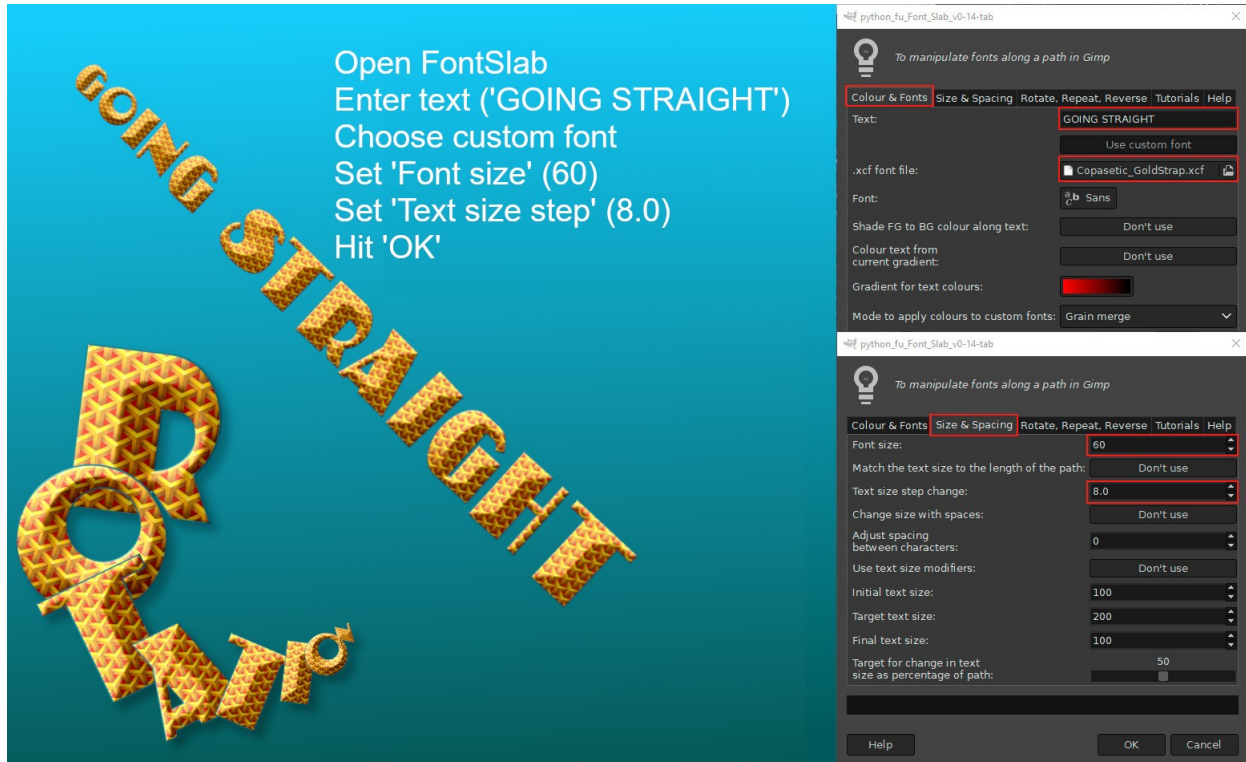 Open FontSlab
Enter text ('GOING STRAIGHT')
Choose custom font
Set 'Font size' (60)
Set 'Text size step' (8.0)
Hit 'OK'
GOING STRAIGHT
ROTATION
python_fu_Font_Slab_v0-14-tab
To manipulate fonts along a path in Gimp
Colour & Fonts Size & Spacing Rotate, Repeat, Reverse Tutorials Help
Text: GOING STRAIGHT
Use custom font
.xcf font file: Copasetic_GoldStrap.xcf
Font: a,b c Sans
Shade FG to BG colour along text: Don't use
Colour text from
current gradient: Don't use
Gradient for text colours:
Mode to apply colours to custom fonts: Grain merge
python_fu_Font_Slab_v0-14-tab
To manipulate fonts along a path in Gimp
Colour & Fonts Size & Spacing Rotate, Repeat, Reverse Tutorials Help
Font size: 60
Match the text size to the length of the path: Don't use
Text size step change: 8.0
Change size with spaces: Don't use
Adjust spacing
between characters: 0
Use text size modifiers: Don't use
Initial text size: 100
Target text size: 200
Final text size: 100
Target for change in text
size as percentage of path: 50
Help OK Cancel